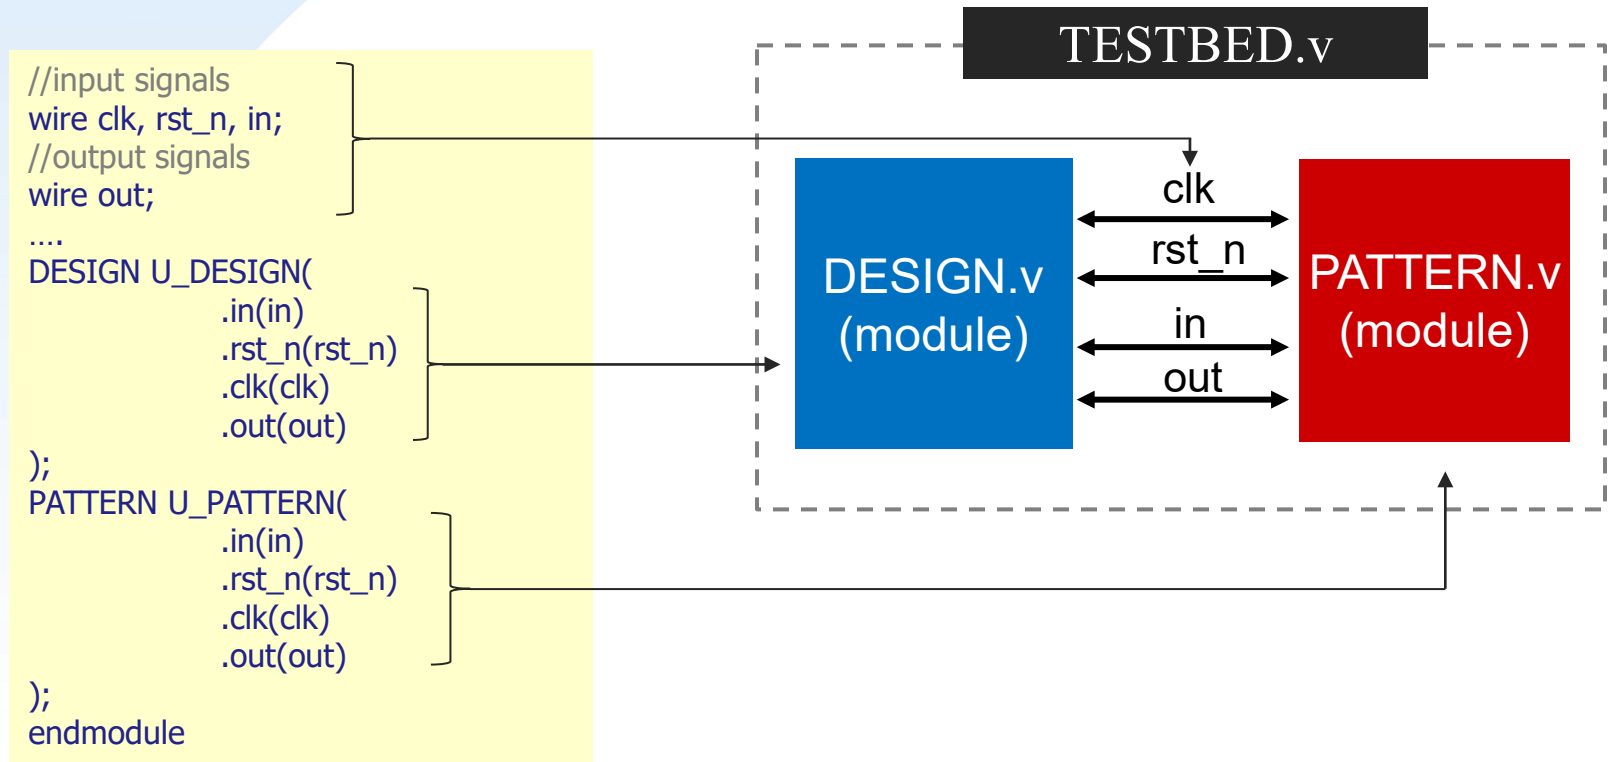 //input signals
wire clk, rst_n, in;
//output signals
wire out;
....
DESIGN U_DESIGN(
.in(in)
.rst_n(rst_n)
.clk(clk)
.out(out)
);
PATTERN U_PATTERN(
.in(in)
.rst_n(rst_n)
.clk(clk)
.out(out)
);
endmodule
TESTBED.v
DESIGN.v
(module)
clk
rst_n
in
out
PATTERN.v
(module)